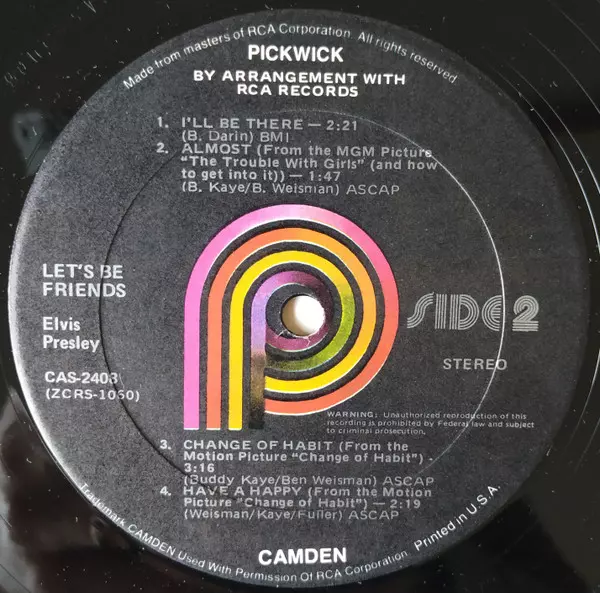 Made from masters of RCA Corporation. All rights reserved.
PICKWICK
BY ARRANGEMENT WITH
RCA RECORDS
1. I'LL BE THERE — 2:21
(B. Darin) BMI
2. ALMOST (From the MGM Picture
"The Trouble With Girls" (and how
to get into it)) — 1:47
(B. Kaye/B. Weisman) ASCAP
LET'S BE
FRIENDS
Elvis
Presley
CAS-2408
(ZCRS-1060)
SIDE 2
STEREO
WARNING: Unauthorized reproduction of this
recording is prohibited by Federal law and subject
to criminal prosecution.
3. CHANGE OF HABIT (From the
Motion Picture "Change of Habit") -
3:16
(Buddy Kaye/Ben Weisman) ASCAP
4. HAVE A HAPPY (From the Motion
Picture "Change of Habit") — 2:19
(Weisman/Kaye/Fuller) ASCAP
CAMDEN
Trademark CAMDEN Used With Permission Of RCA Corporation. Printed in U.S.A.